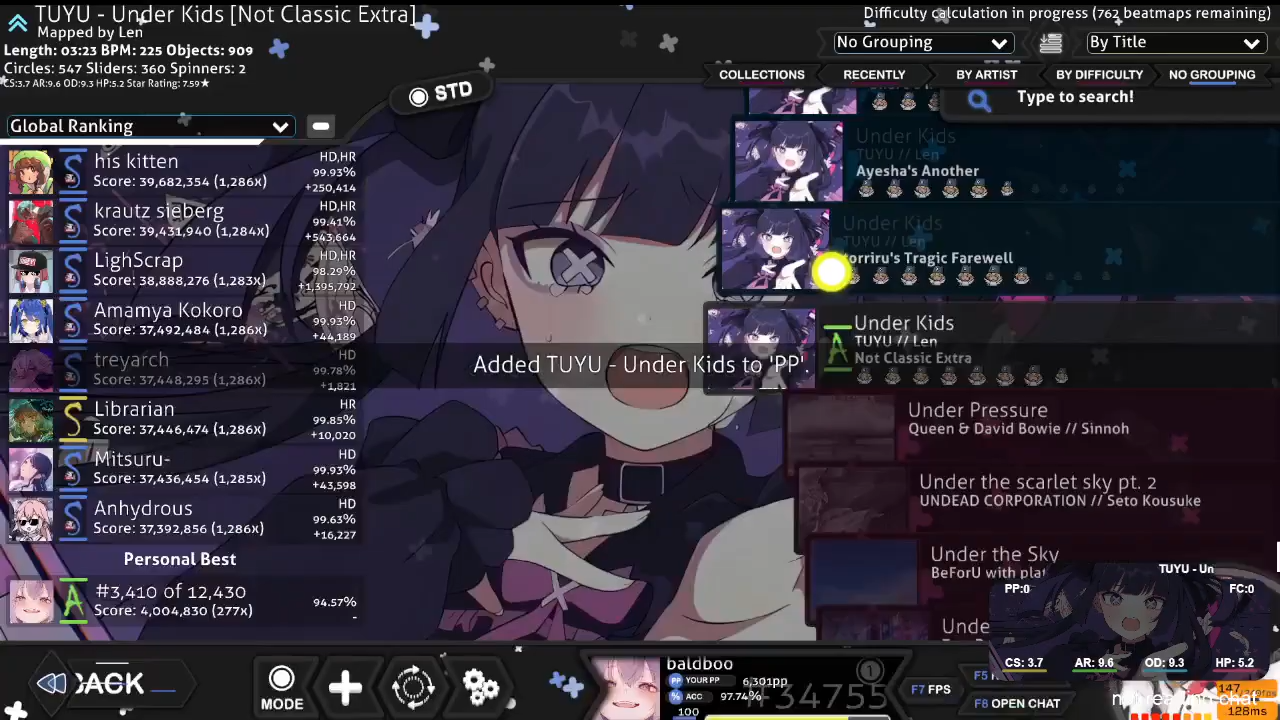 TUYU - Under Kids [Not Classic Extra]
Mapped by Len
Length: 03:23 BPM: 225 Objects: 909
Circles: 547 Sliders: 360 Spinners: 2
CS:3.7 AR:9.6 OD:9.3 HP:5.2 Star Rating: 7.59★
Difficulty calculation in progress (762 beatmaps remaining)
No Grouping
By Title
COLLECTIONS
RECENTLY
BY ARTIST
BY DIFFICULTY
NO GROUPING
Type to search!
STD
Global Ranking
his kitten
Score: 39,682,354 (1,286x)
HD,HR
99.93%
+250,414
krautz sieberg
Score: 39,431,940 (1,284x)
HD,HR
99.41%
+543,664
LighScrap
Score: 38,888,276 (1,283x)
HD,HR
98.29%
+1,395,792
Amamya Kokoro
Score: 37,492,484 (1,286x)
HD
99.93%
+44,189
treyarch
Score: 37,448,295 (1,286x)
HD
99.78%
+1,821
Librarian
Score: 37,446,474 (1,286x)
HR
99.85%
+10,020
Mitsuru-
Score: 37,436,454 (1,285x)
HD
99.93%
+43,598
Anhydrous
Score: 37,392,856 (1,286x)
HD
99.63%
+16,227
Personal Best
#3,410 of 12,430
Score: 4,004,830 (277x)
94.57%
-
Under Kids
TUYU // Len
Ayesha's Another
Under Kids
TUYU // Len
torriru's Tragic Farewell
Under Kids
TUYU // Len
Not Classic Extra
Added TUYU - Under Kids to 'PP'.
Under Pressure
Queen & David Bowie // Sinnoh
Under the scarlet sky pt. 2
UNDEAD CORPORATION // Seto Kousuke
Under the Sky
BeForU with
Unde
TUYU - Un
PP:0
FC:0
CS: 3.7
AR: 9.6
OD: 9.3
HP: 5.2
BACK
MODE
baldboo
PP YOUR PP 6,301pp
% ACC 97.74%
100
1
#34755
F7 FPS
F5
F8 OPEN CHAT
147
128ms